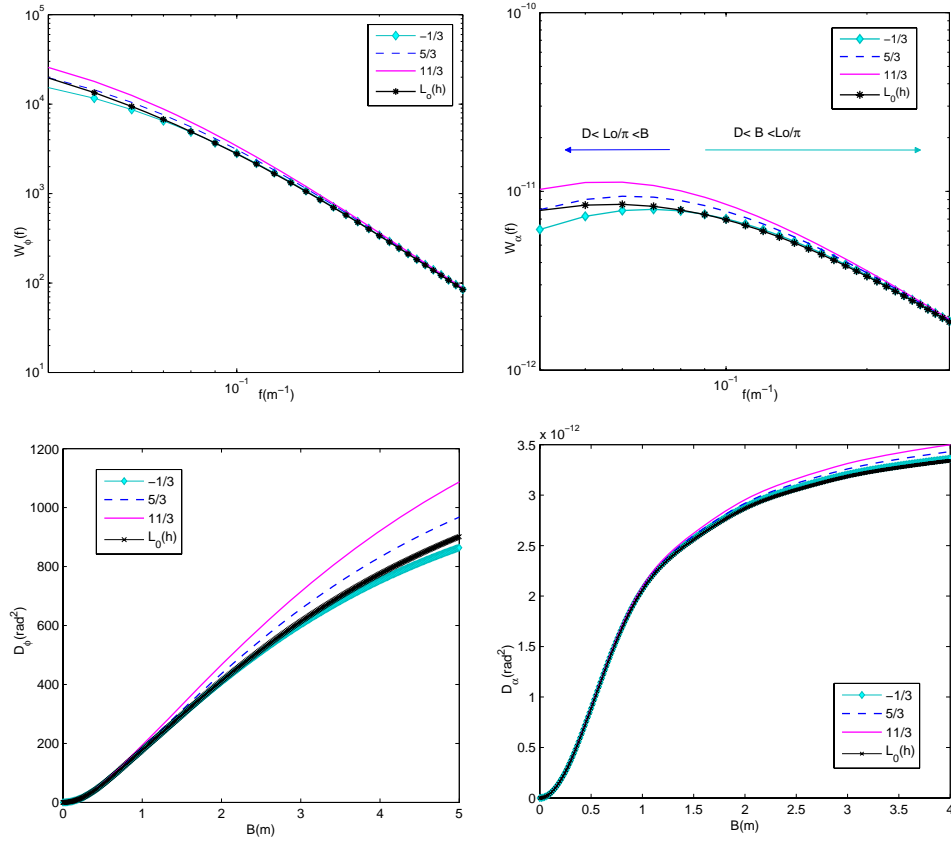 10^5
10^4
10^3
10^2
10^1
W_ϕ(f)
10^−1
f(m^−1)
−1/3
5/3
11/3
L_o(h)
10^−10
10^−11
10^−12
W_α(f)
10^−1
f(m^−1)
−1/3
5/3
11/3
L_0(h)
D< Lo/π <B
D< B <Lo/π
1200
1000
800
600
400
200
0
D_ϕ(rad^2)
0 1 2 3 4 5
B(m)
−1/3
5/3
11/3
L_0(h)
x 10^−12
3.5
3
2.5
2
1.5
1
0.5
0
D_α(rad^2)
0 0.5 1 1.5 2 2.5 3 3.5 4
B(m)
−1/3
5/3
11/3
L_0(h)